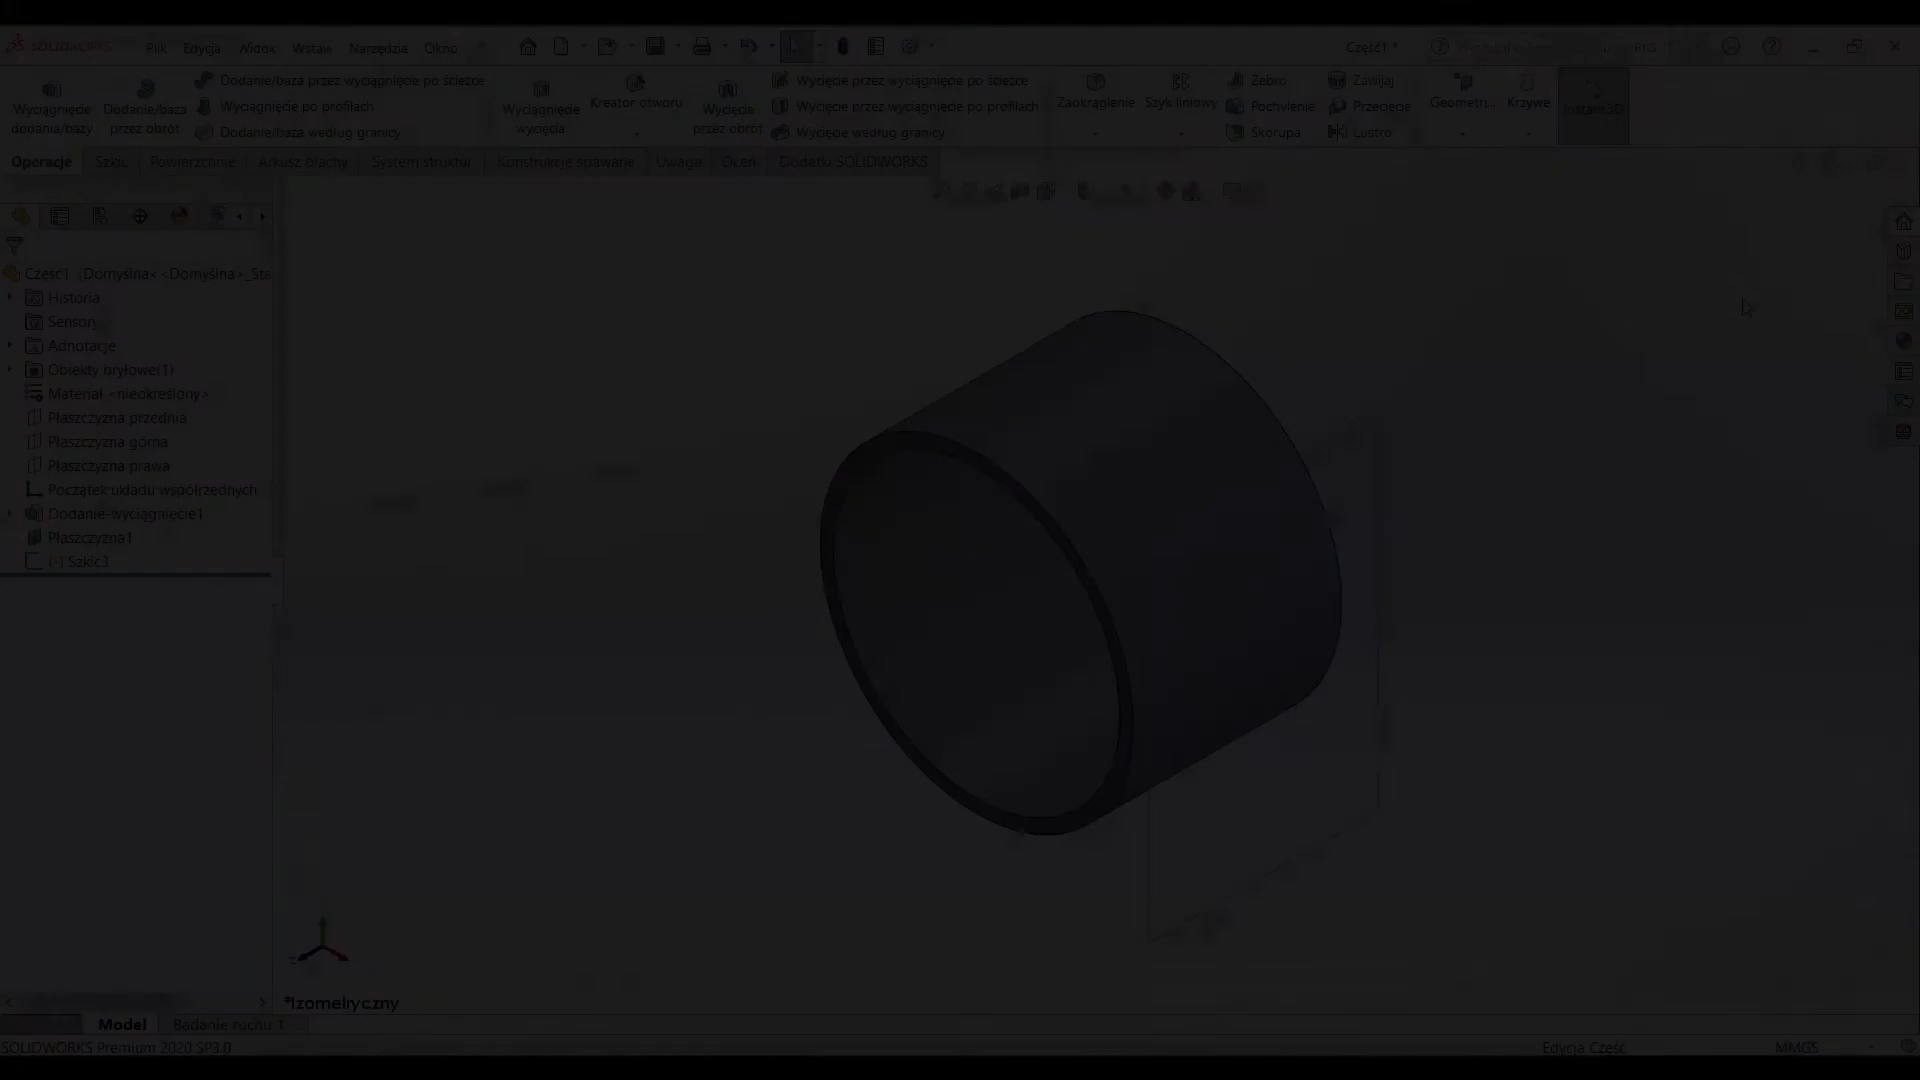 SOLIDWORKS Plik Edycja Widok Wstaw Narzędzia Okno Część1 *
Wyciągnięcie dodania/bazy
Dodanie/baza przez obrót
Dodanie/baza przez wyciągnięcie po ścieżce
Wyciągnięcie po profilach
Dodanie/baza według granicy
Wyciągnięcie wycięcia
Kreator otworu
Wycięcie przez obrót
Wycięcie przez wyciągnięcie po ścieżce
Wycięcie przez wyciągnięcie po profilach
Wycięcie według granicy
Zaokrąglenie
Szyk liniowy
Żebro
Pochylenie
Skorupa
Zawijaj
Przecięcie
Lustro
Geometri...
Krzywe
Instant3D
Operacje Szkic Powierzchnie Arkusz blachy System struktur Konstrukcje spawane Uwaga Oceń Dodatki SOLIDWORKS
Część1 (Domyślna< <Domyślna>_Sta
Historia
Sensory
Adnotacje
Obiekty bryłowe(1)
Materiał <nieokreślony>
Płaszczyzna przednia
Płaszczyzna górna
Płaszczyzna prawa
Początek układu współrzędnych
Dodanie-wyciągnięcie1
Płaszczyzna1
(-) Szkic3
Z
*Izometryczny
Model Badanie ruchu 1
SOLIDWORKS Premium 2020 SP3.0 Edycja Część MMGS